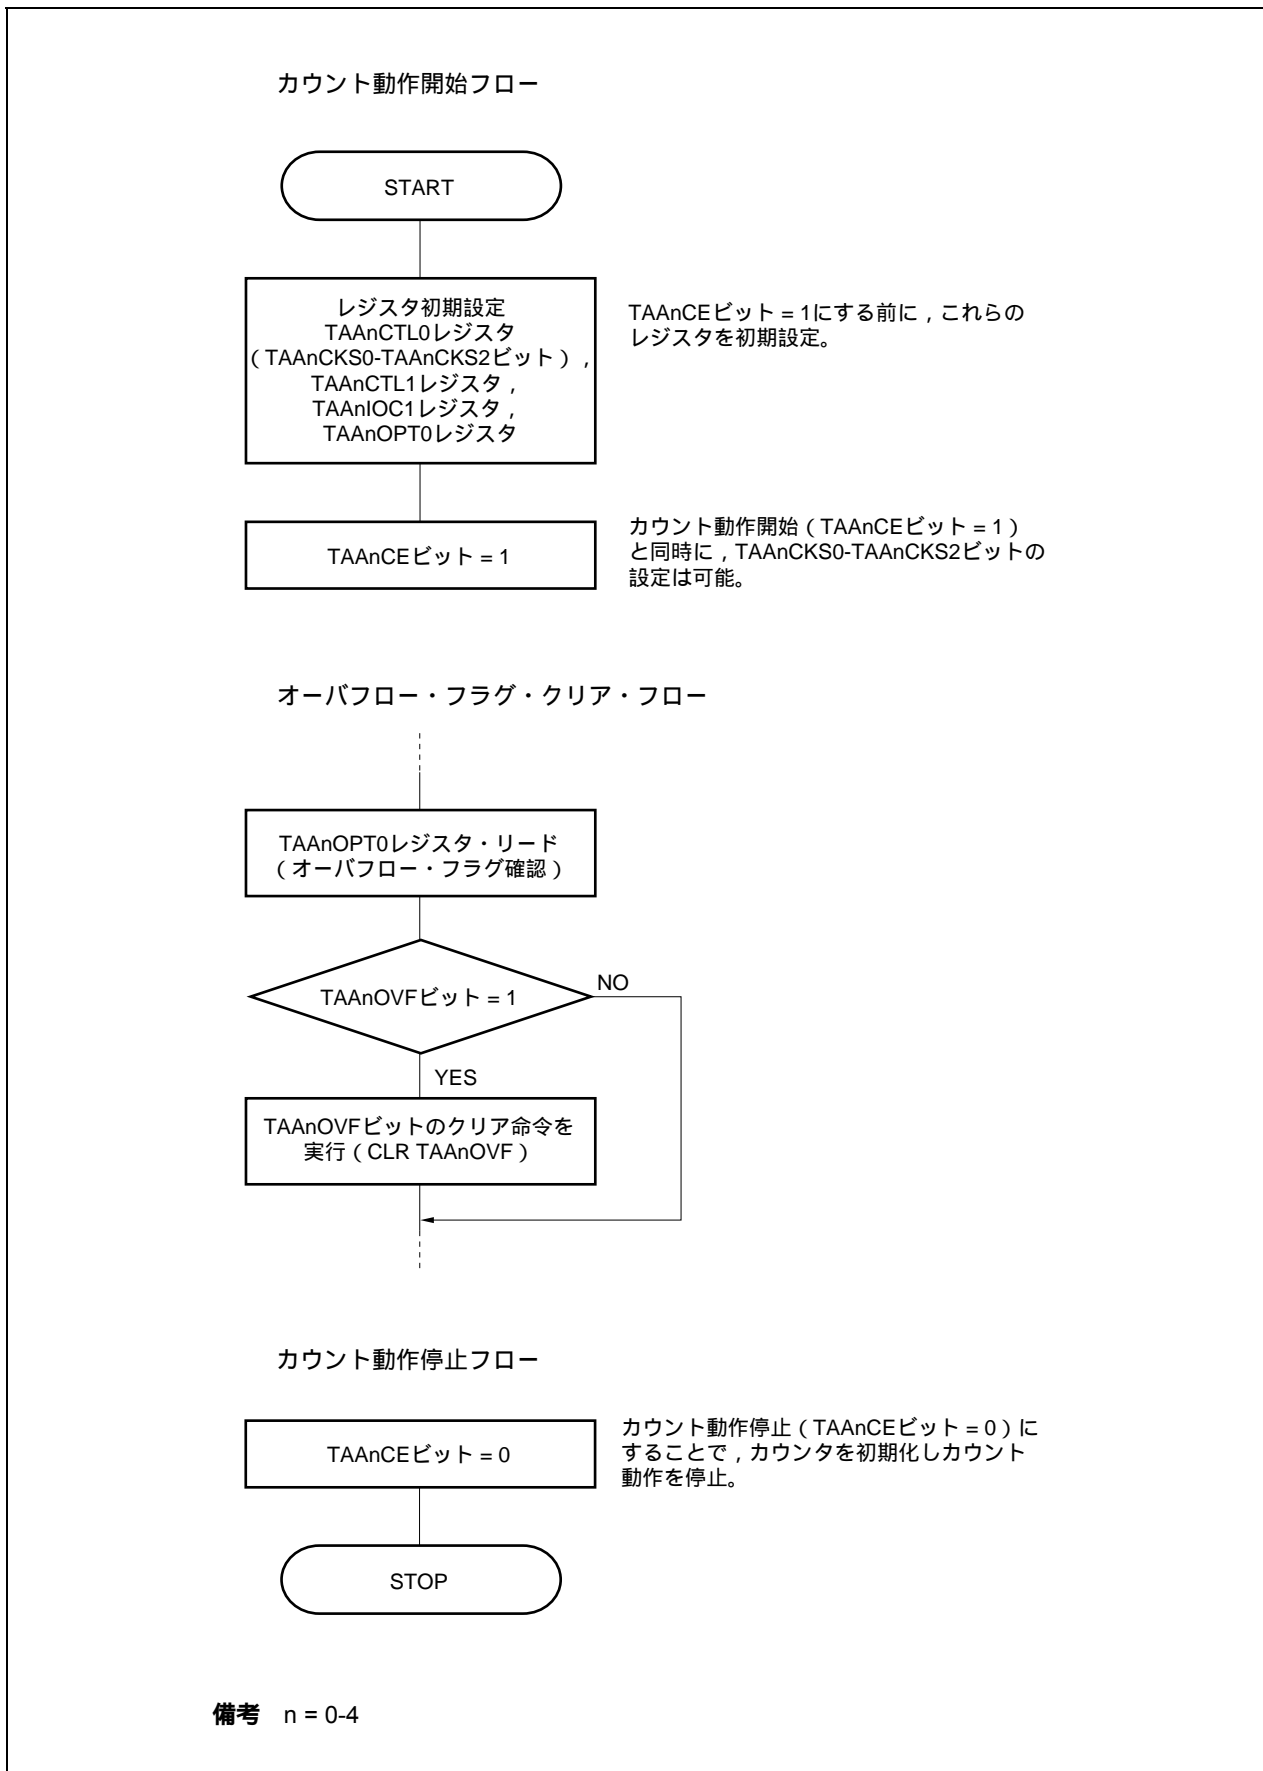 カウント動作開始フロー
START
レジスタ初期設定
TAAnCTL0レジスタ
（TAAnCKS0-TAAnCKS2ビット），
TAAnCTL1レジスタ，
TAAnIOC1レジスタ，
TAAnOPT0レジスタ
TAAnCEビット = 1にする前に，これらの
レジスタを初期設定。
TAAnCEビット = 1
カウント動作開始（TAAnCEビット = 1）
と同時に，TAAnCKS0-TAAnCKS2ビットの
設定は可能。
オーバフロー・フラグ・クリア・フロー
TAAnOPT0レジスタ・リード
（オーバフロー・フラグ確認）
TAAnOVFビット = 1
NO
YES
TAAnOVFビットのクリア命令を
実行（CLR TAAnOVF）
カウント動作停止フロー
TAAnCEビット = 0
カウント動作停止（TAAnCEビット = 0）に
することで，カウンタを初期化しカウント
動作を停止。
STOP
備考 n = 0-4